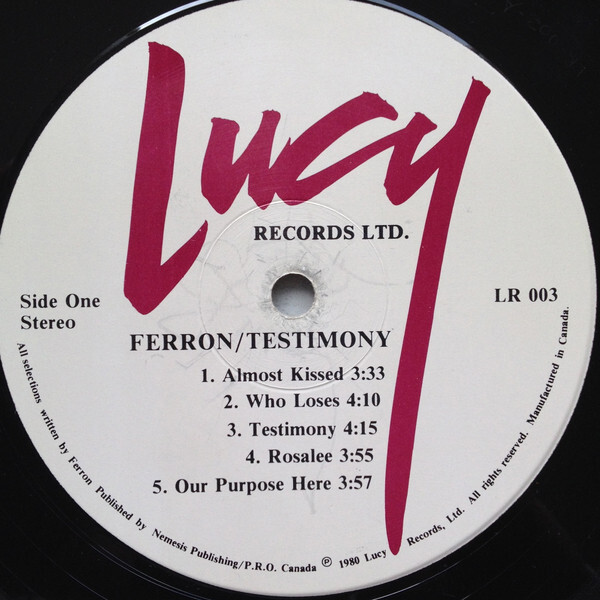 Lucy
RECORDS LTD.
Side One
Stereo
LR 003
FERRON/TESTIMONY
1. Almost Kissed 3:33
2. Who Loses 4:10
3. Testimony 4:15
4. Rosalee 3:55
5. Our Purpose Here 3:57
All selections written by Ferron Published by Nemesis Publishing/P.R.O. Canada ℗ 1980 Lucy Records, Ltd. All rights reserved. Manufactured in Canada.